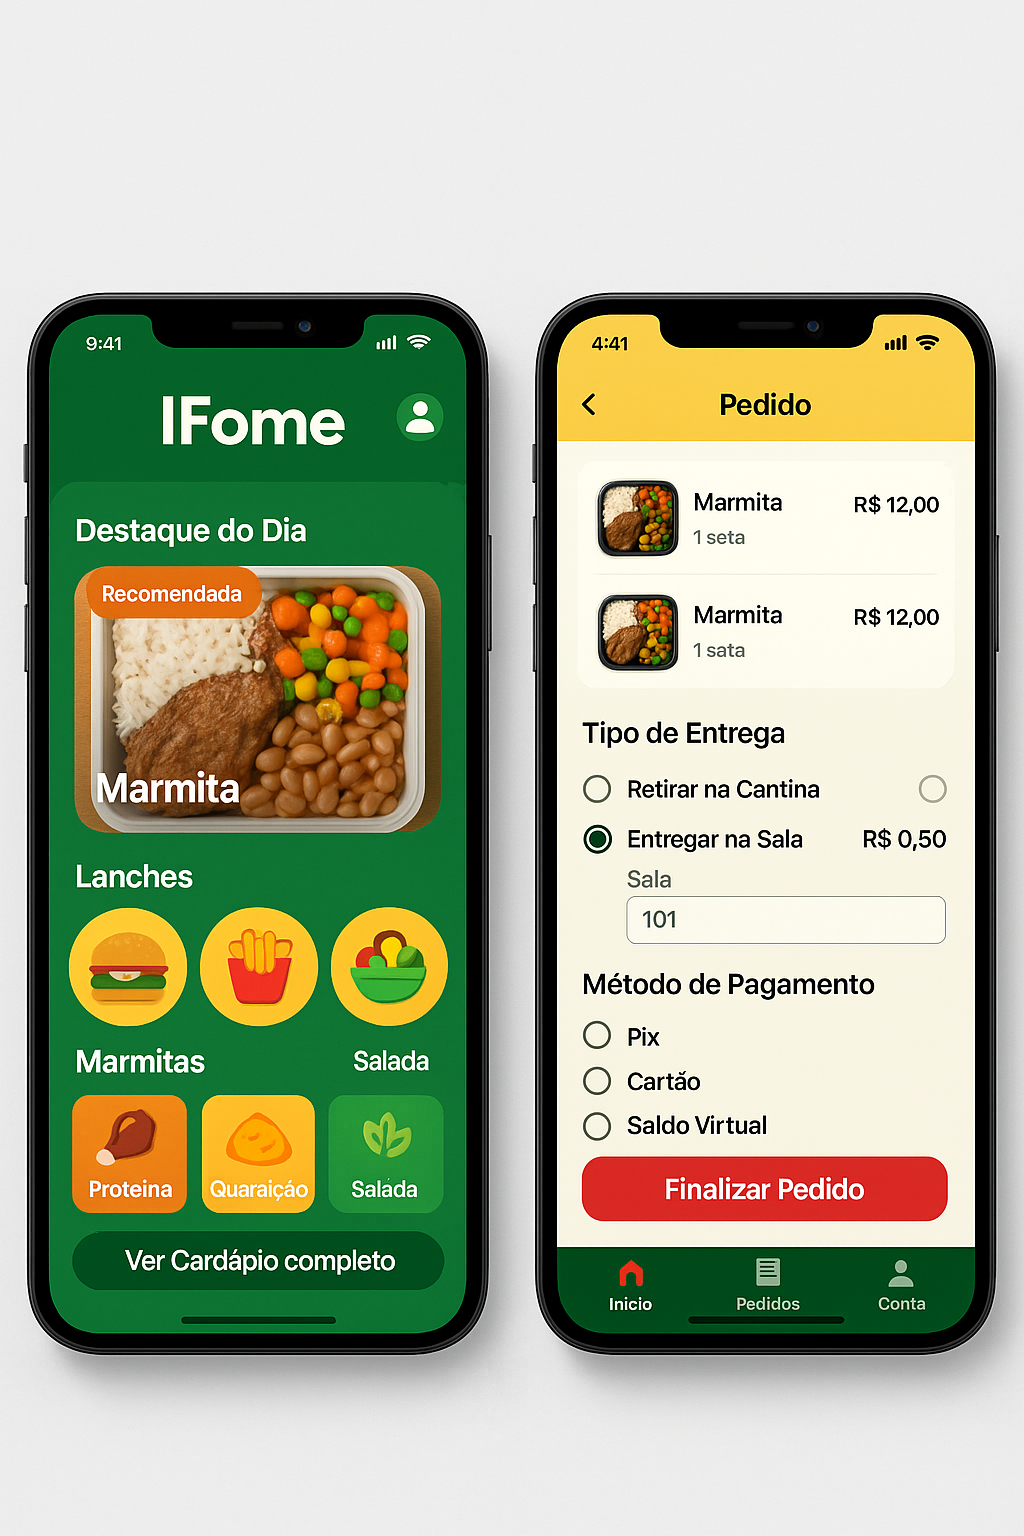 9:41
IFome
Destaque do Dia
Recomendada
Marmita
Lanches
Marmitas
Salada
Proteina
Quaraição
Salada
Ver Cardápio completo
4:41
Pedido
Marmita
R$ 12,00
1 seta
Marmita
R$ 12,00
1 sata
Tipo de Entrega
Retirar na Cantina
Entregar na Sala
R$ 0,50
Sala
101
Método de Pagamento
Pix
Cartão
Saldo Virtual
Finalizar Pedido
Inicio
Pedidos
Conta